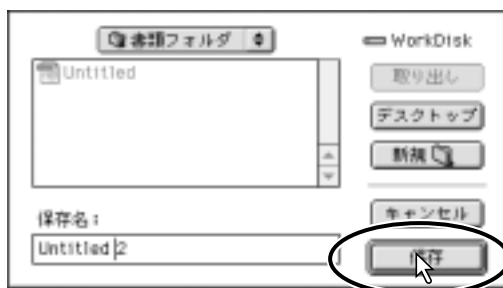 書類フォルダ
WorkDisk
Untitled
取り出し
デスクトップ
新規
キャンセル
保存名：
Untitled 2
保存